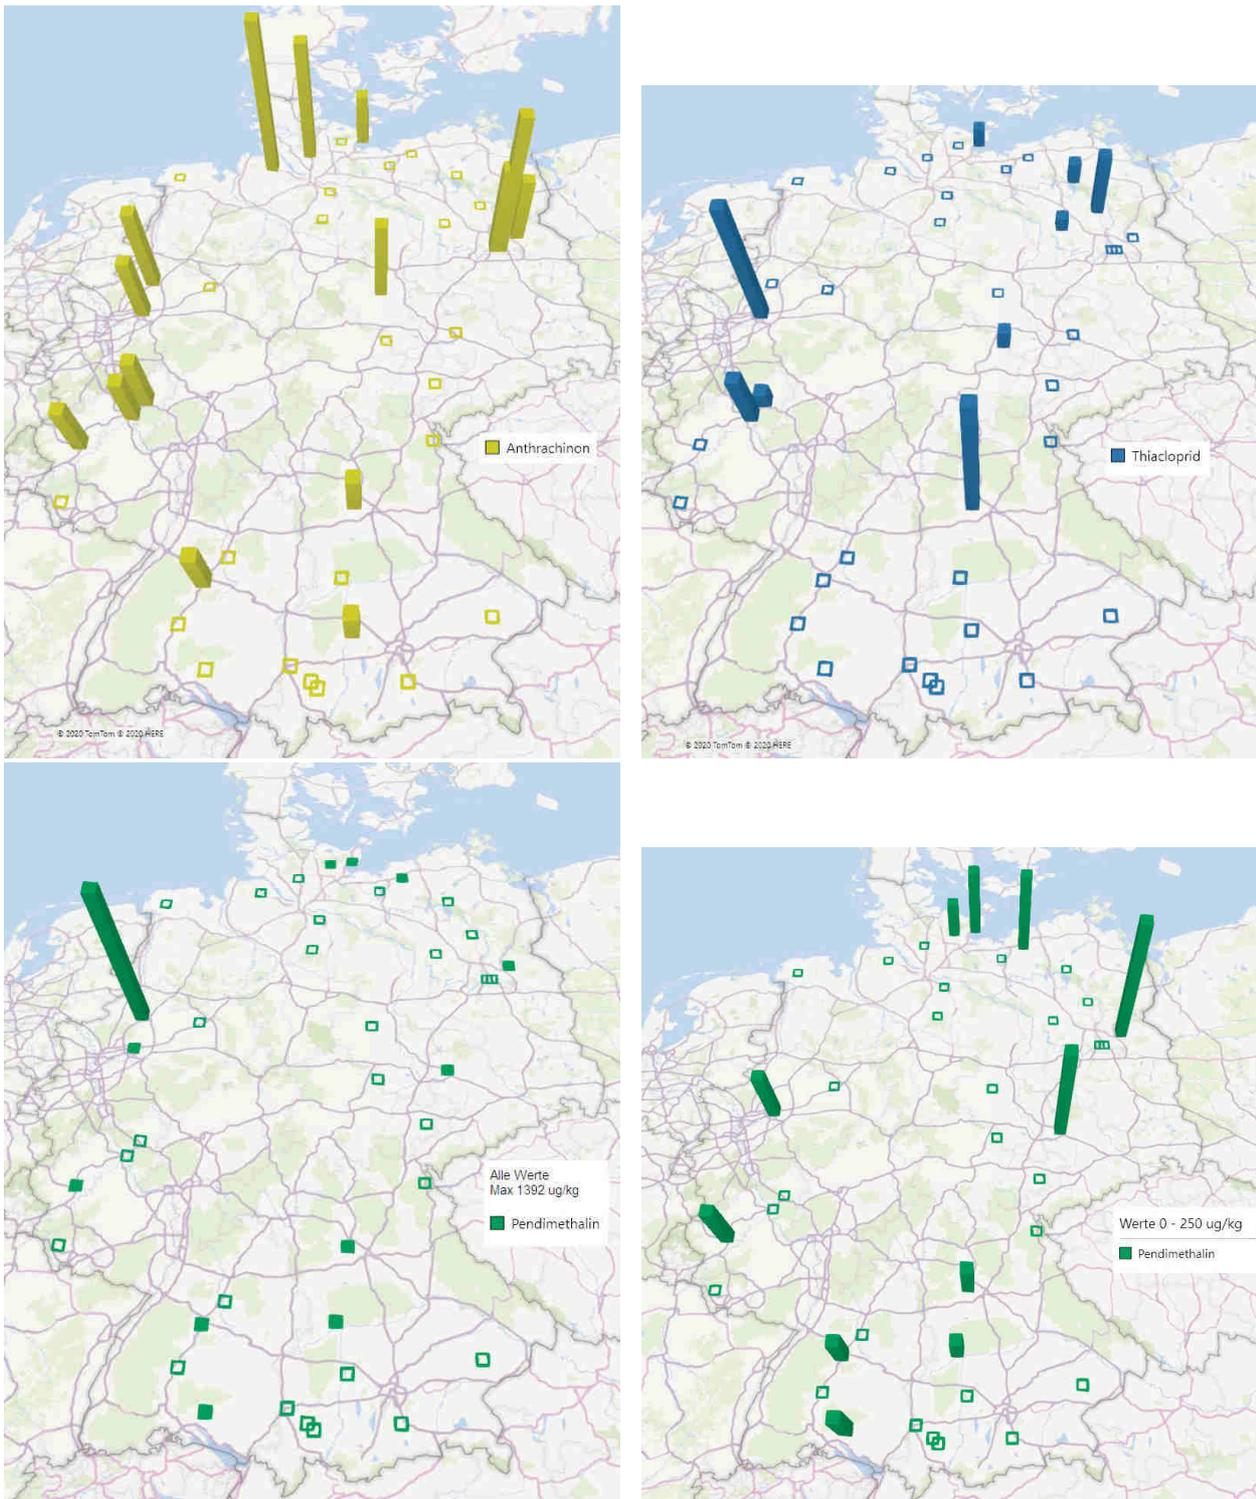 Anthrachinon
© 2020 TomTom © 2020 HERE
Thiacloprid
© 2020 TomTom © 2020 HERE
Alle Werte
Max 1392 ug/kg
Pendimethalin
Werte 0 - 250 ug/kg
Pendimethalin